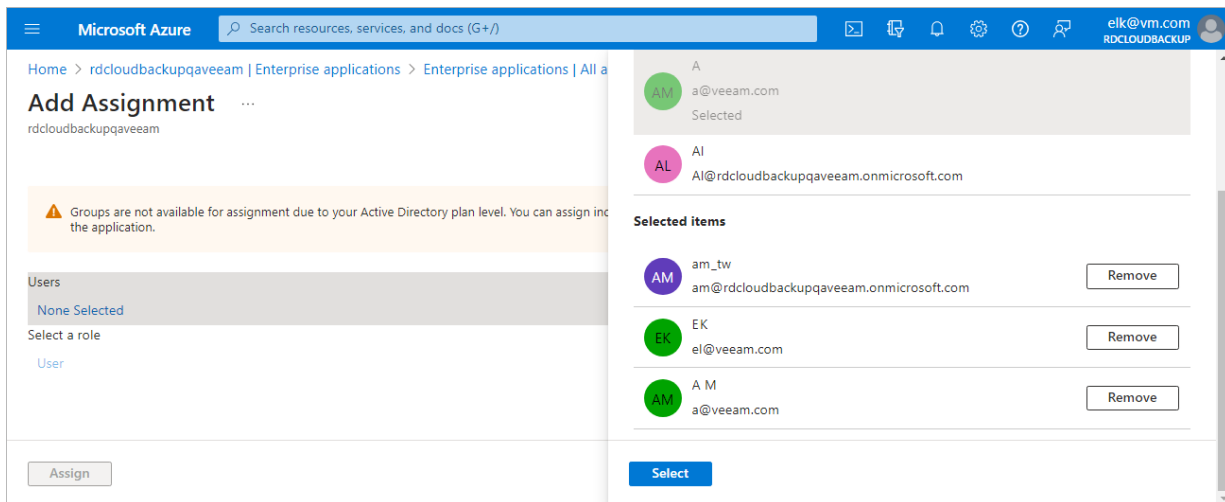 Microsoft Azure
Search resources, services, and docs (G+/)
elk@vm.com
RDCLOUDBACKUP
Home > rdcloudbackupqaveeam | Enterprise applications > Enterprise applications | All a
Add Assignment ...
rdcloudbackupqaveeam
Groups are not available for assignment due to your Active Directory plan level. You can assign inc
the application.
Users
None Selected
Select a role
User
Assign
A
AM
a@veeam.com
Selected
AL
Al
Al@rdcloudbackupqaveeam.onmicrosoft.com
Selected items
AM
am_tw
am@rdcloudbackupqaveeam.onmicrosoft.com
Remove
EK
EK
el@veeam.com
Remove
AM
A M
a@veeam.com
Remove
Select